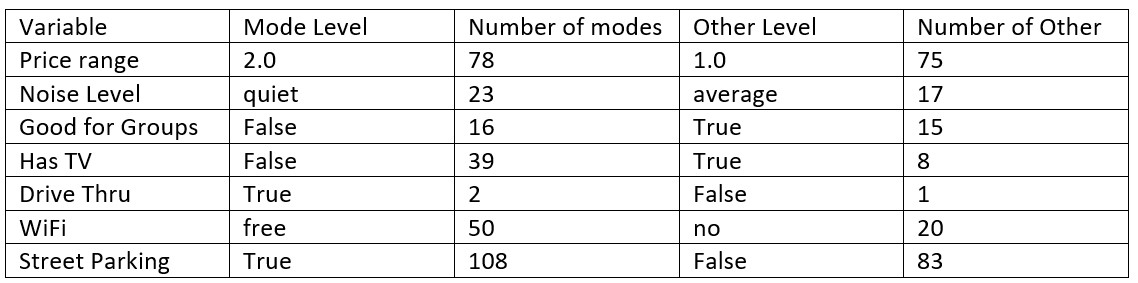 Variable Mode Level Number of modes Other Level Number of Other
Price range 2.0 78 1.0 75
Noise Level quiet 23 average 17
Good for Groups False 16 True 15
Has TV False 39 True 8
Drive Thru True 2 False 1
WiFi free 50 no 20
Street Parking True 108 False 83